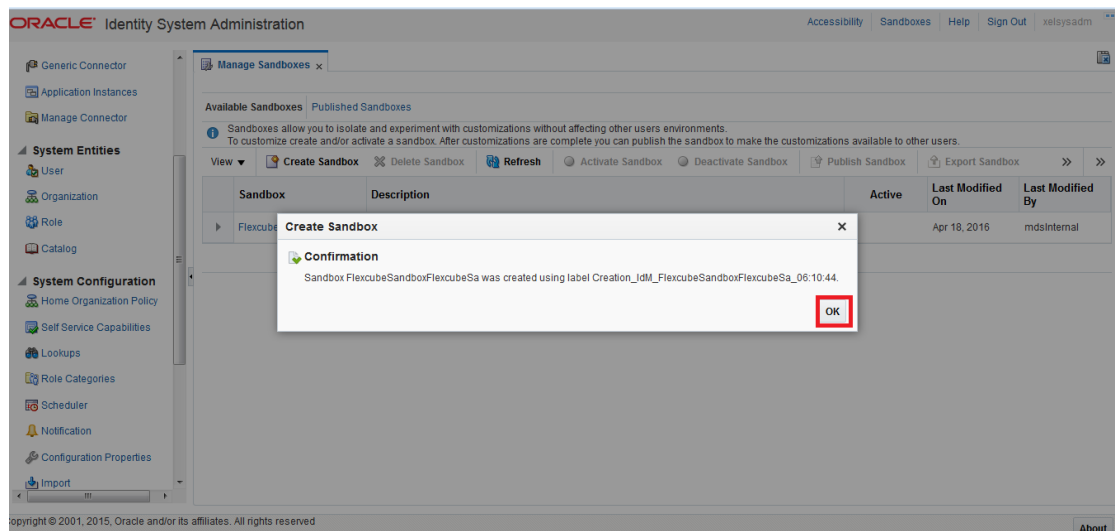 ORACLE Identity System Administration
Accessibility Sandboxes Help Sign Out xelsysadm
Generic Connector
Application Instances
Manage Connector
System Entities
User
Organization
Role
Catalog
System Configuration
Home Organization Policy
Self Service Capabilities
Lookups
Role Categories
Scheduler
Notification
Configuration Properties
Import
Manage Sandboxes x
Available Sandboxes Published Sandboxes
Sandboxes allow you to isolate and experiment with customizations without affecting other users environments.
To customize create and/or activate a sandbox. After customizations are complete you can publish the sandbox to make the customizations available to other users.
View Create Sandbox Delete Sandbox Refresh Activate Sandbox Deactivate Sandbox Publish Sandbox Export Sandbox » »
Sandbox Description Active Last Modified On Last Modified By
Flexcube Apr 18, 2016 mdsInternal
Create Sandbox x
Confirmation
Sandbox FlexcubeSandboxFlexcubeSa was created using label Creation_IdM_FlexcubeSandboxFlexcubeSa_06:10:44.
OK
opyright © 2001, 2015, Oracle and/or its affiliates. All rights reserved
About